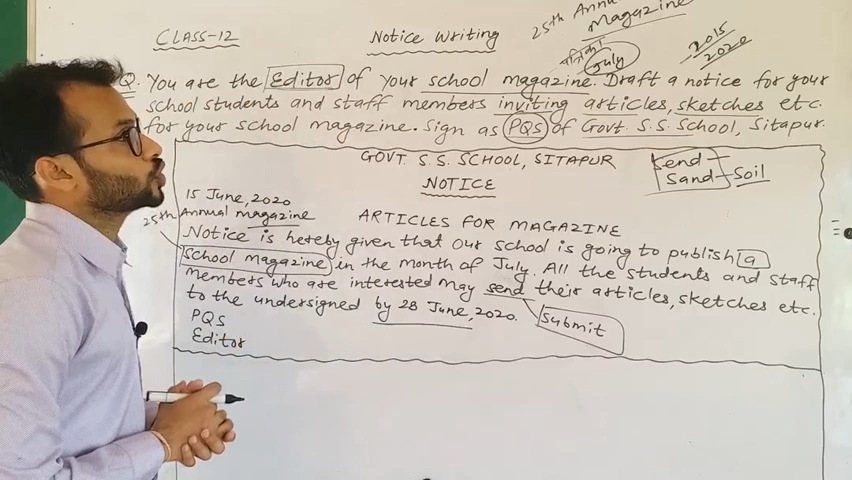 25th Annu
Magazine
CLASS-12
Notice Writing
पत्रिका
July
2015
2020
Q. You are the Editor of your school magazine. Draft a notice for your
school students and staff members inviting articles, sketches etc.
for your school magazine. Sign as PQS of Govt. S.S. School, Sitapur.
GOVT. S.S. SCHOOL, SITAPUR
Send
Sand - Soil
NOTICE
15 June, 2020
25th Annual magazine
ARTICLES FOR MAGAZINE
Notice is hereby given that our school is going to publish a
School magazine in the month of July. All the students and staff
members who are interested may send their articles, sketches etc.
to the undersigned by 28 June, 2020.
Submit
PQS
Editor